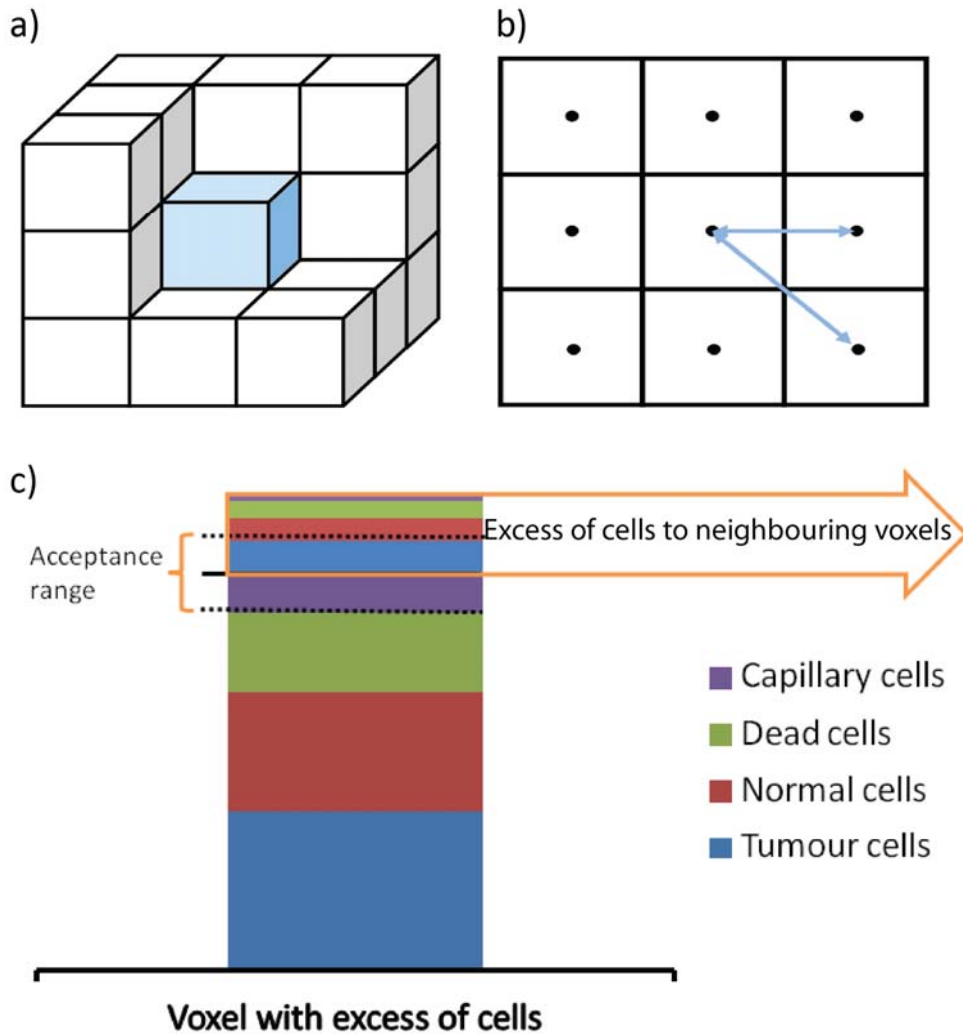 a)
b)
c)
Excess of cells to neighbouring voxels
Acceptance
range
Capillary cells
Dead cells
Normal cells
Tumour cells
Voxel with excess of cells